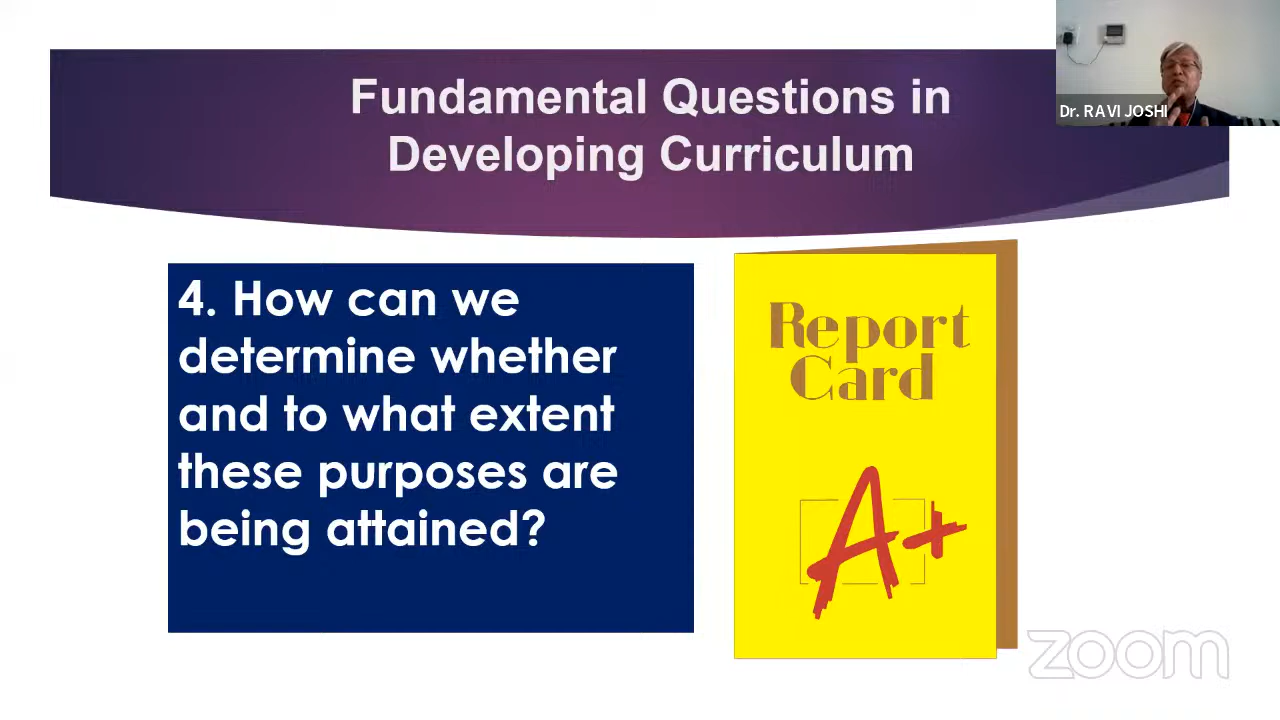 Fundamental Questions in
Developing Curriculum
Dr. RAVI JOSHI
4. How can we
determine whether
and to what extent
these purposes are
being attained?
Report
Card
A+
zoom